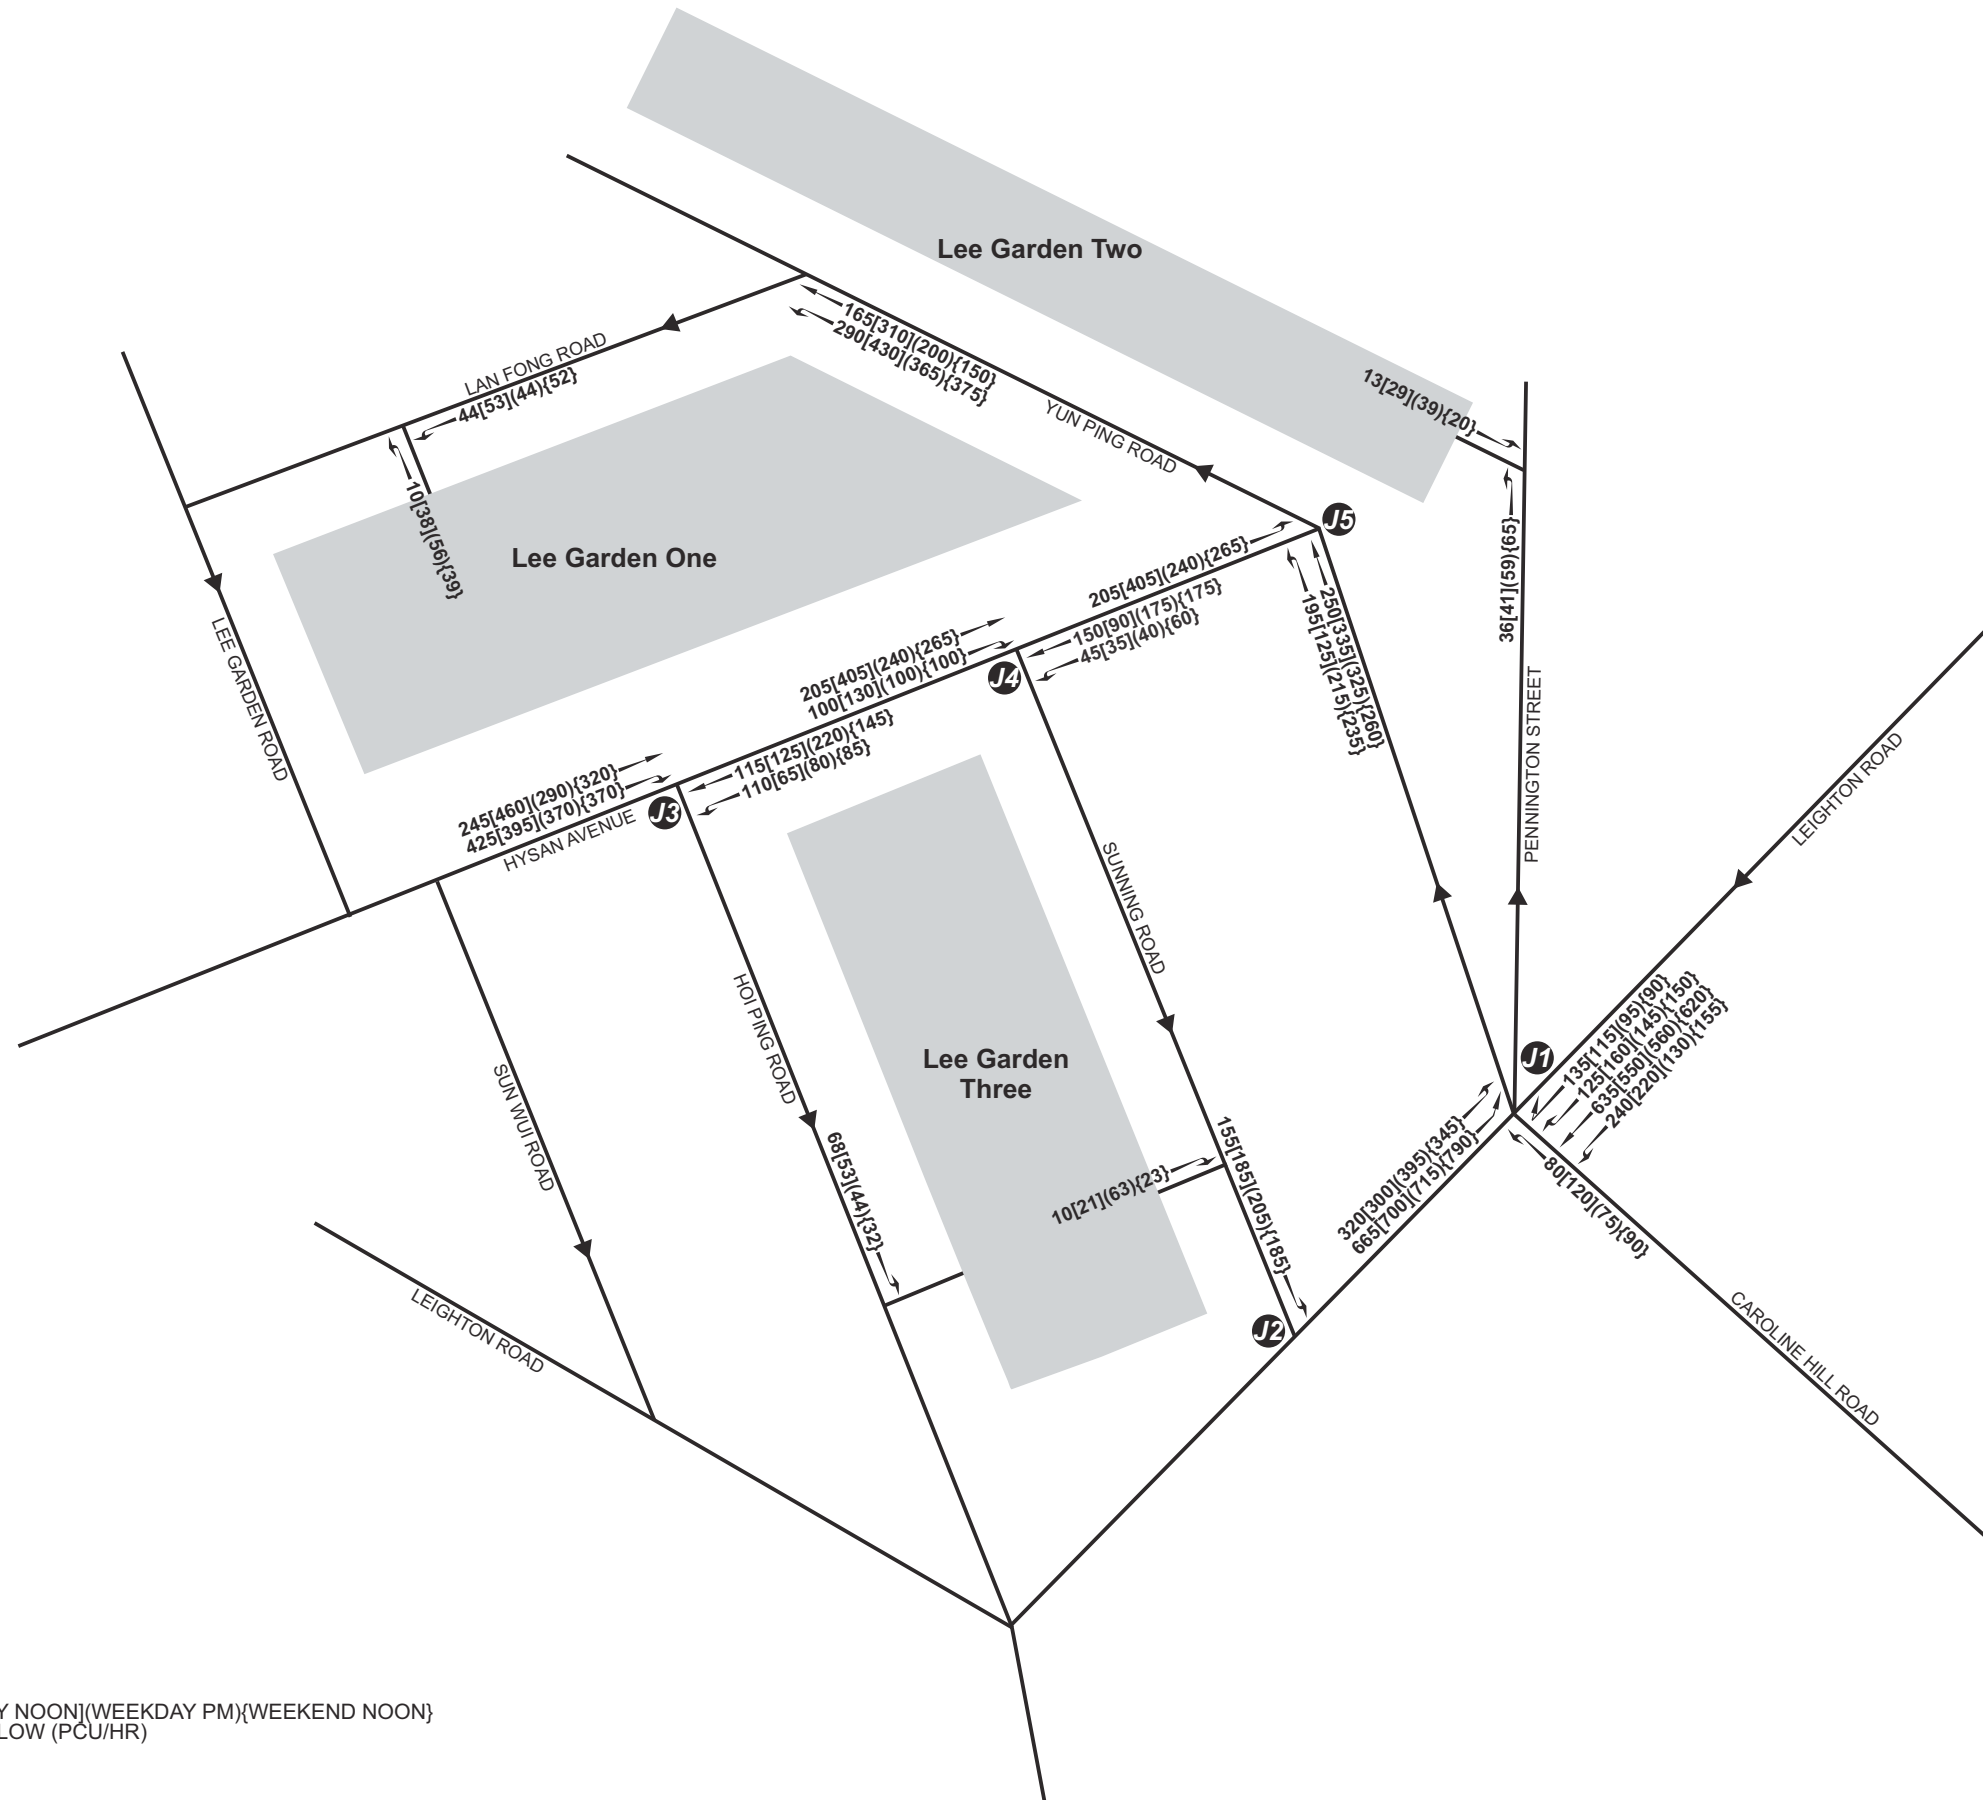 Lee Garden Two
165[310](200){150}
290[430](365){375}
LAN FONG ROAD
44[53](44){52}
13[29](39){20}
YUN PING ROAD
10[38](56){39}
Lee Garden One
J5
205[405](240){265}
150[90](175){175}
45[35](40){60}
250[335](325){260}
195[125](215){235}
36[41](59){65}
LEE GARDEN ROAD
205[405](240){265}
100[130](100){100}
J4
115[125](220){145}
110[65](80){85}
245[460](290){320}
425[395](370){370}
HYSAN AVENUE
J3
PENNINGTON STREET
LEIGHTON ROAD
SUNNING ROAD
HOI PING ROAD
SUN WUI ROAD
Lee Garden
Three
J1
135[115](95){90}
125[160](145){150}
635[550](560){620}
240[220](130){155}
320[300](395){345}
665[700](715){790}
80[120](75){90}
68[53](44){32}
10[21](63){23}
155[185](205){185}
J2
LEIGHTON ROAD
CAROLINE HILL ROAD
Y NOON](WEEKDAY PM){WEEKEND NOON}
LOW (PCU/HR)